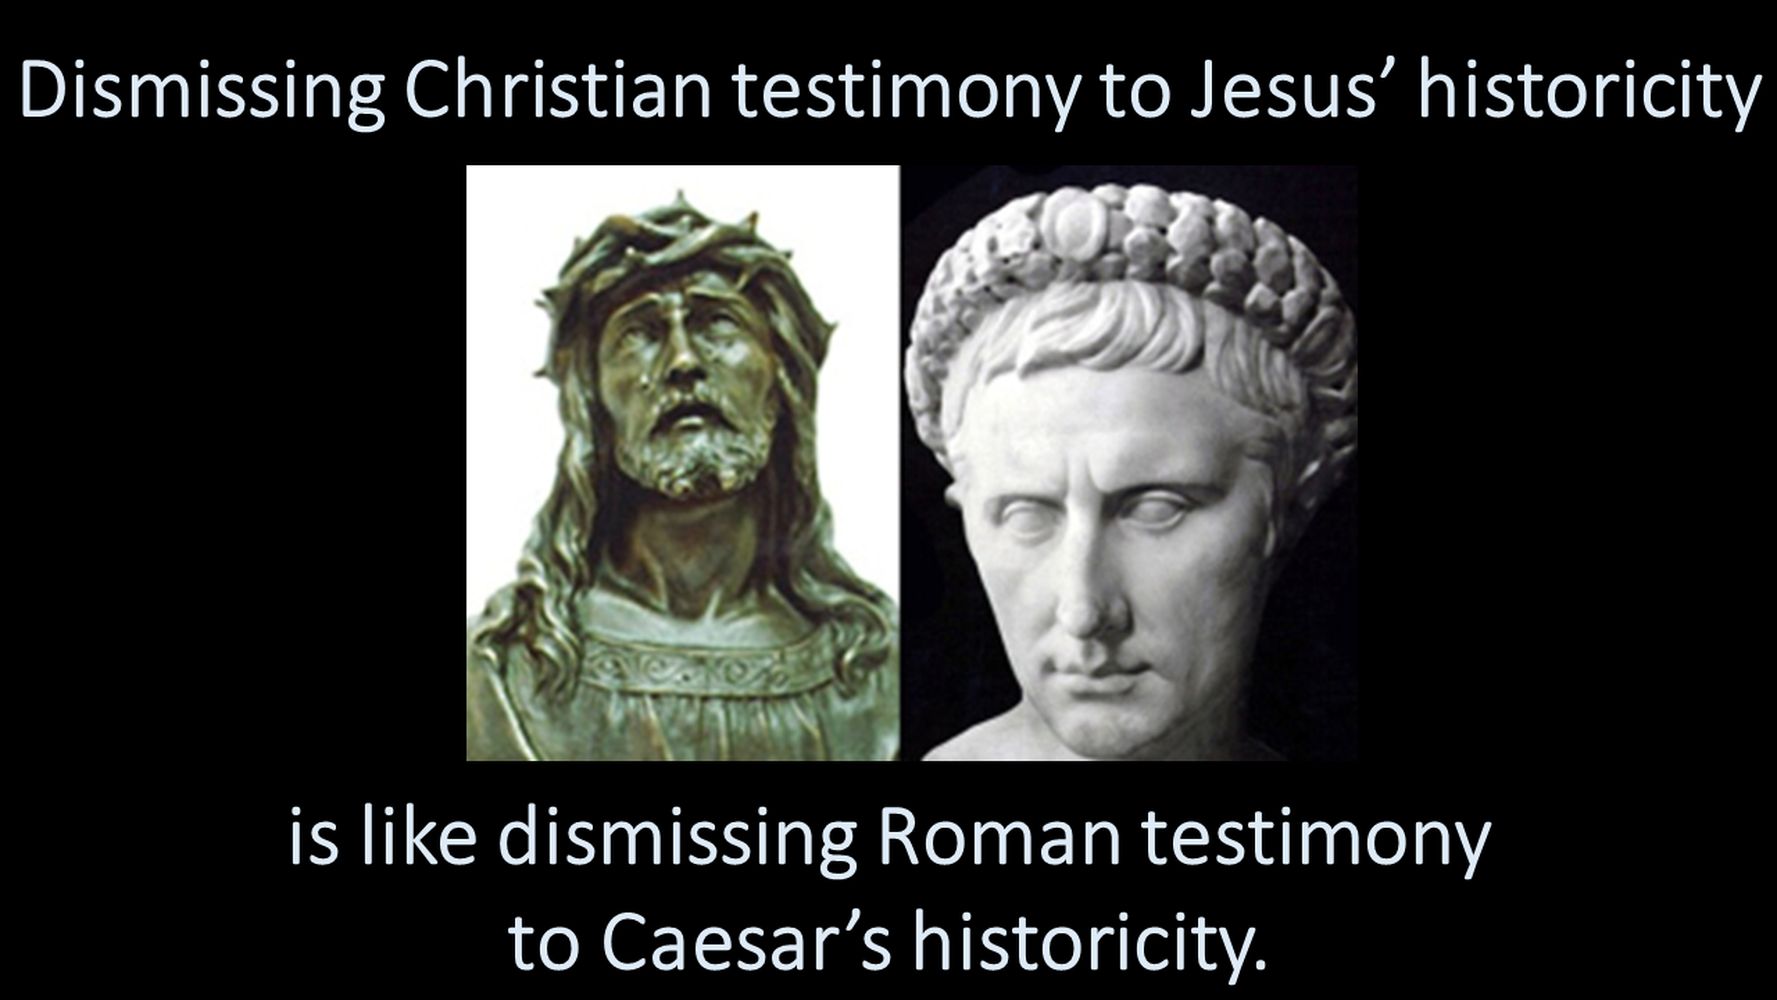 Dismissing Christian testimony to Jesus’ historicity
is like dismissing Roman testimony
to Caesar’s historicity.